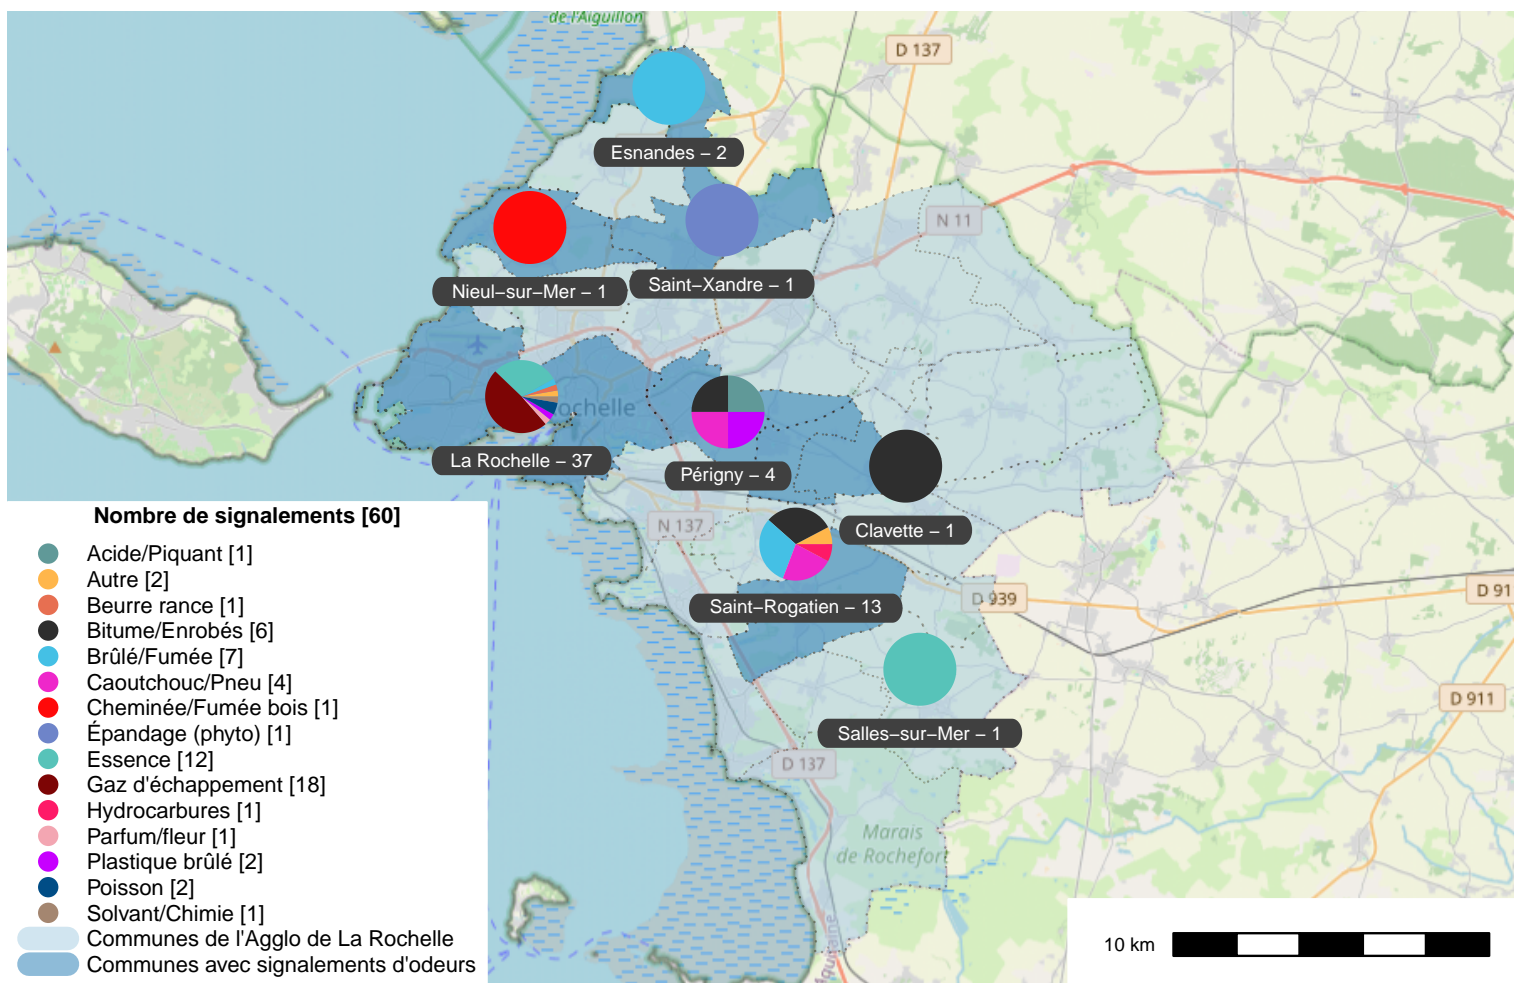 de l'Aiguillon
D 137
Esnandes – 2
N 11
Nieul–sur–Mer – 1
Saint–Xandre – 1
ochelle
La Rochelle – 37
Périgny – 4
N 137
Clavette – 1
Saint–Rogatien – 13
D 939
D 91
D 911
Salles–sur–Mer – 1
D 137
Marais
de Rochefort
Nombre de signalements [60]
Acide/Piquant [1]
Autre [2]
Beurre rance [1]
Bitume/Enrobés [6]
Brûlé/Fumée [7]
Caoutchouc/Pneu [4]
Cheminée/Fumée bois [1]
Épandage (phyto) [1]
Essence [12]
Gaz d'échappement [18]
Hydrocarbures [1]
Parfum/fleur [1]
Plastique brûlé [2]
Poisson [2]
Solvant/Chimie [1]
Communes de l'Agglo de La Rochelle
Communes avec signalements d'odeurs
10 km